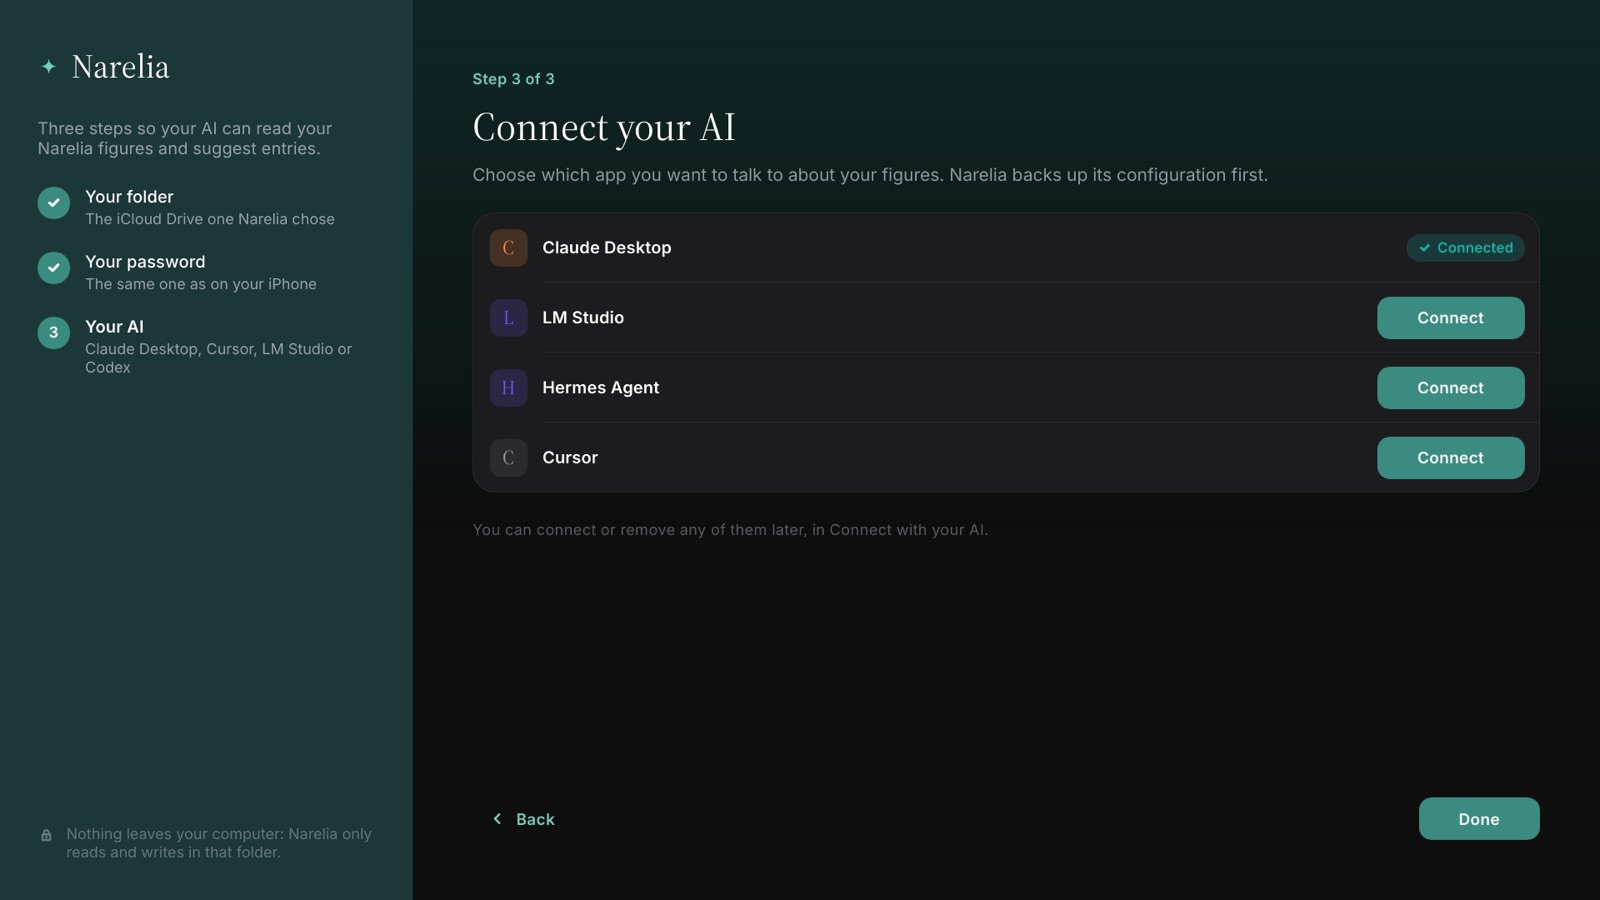 Narelia
Three steps so your AI can read your
Narelia figures and suggest entries.
Your folder
The iCloud Drive one Narelia chose
Your password
The same one as on your iPhone
3
Your AI
Claude Desktop, Cursor, LM Studio or
Codex
Nothing leaves your computer: Narelia only
reads and writes in that folder.
Step 3 of 3
Connect your AI
Choose which app you want to talk to about your figures. Narelia backs up its configuration first.
C Claude Desktop Connected
L LM Studio Connect
H Hermes Agent Connect
C Cursor Connect
You can connect or remove any of them later, in Connect with your AI.
Back
Done